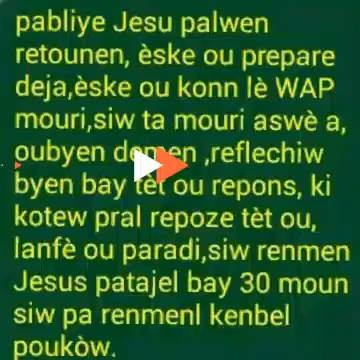 pabliye Jesu palwen
retounen, èske ou prepare
deja,èske ou konn lè WAP
mouri,siw ta mouri aswè a,
oubyen demen ,reflechiw
byen bay tèt ou repons, ki
kotew pral repoze tèt ou,
lanfè ou paradi,siw renmen
Jesus patajel bay 30 moun
siw pa renmenl kenbel
poukòw.